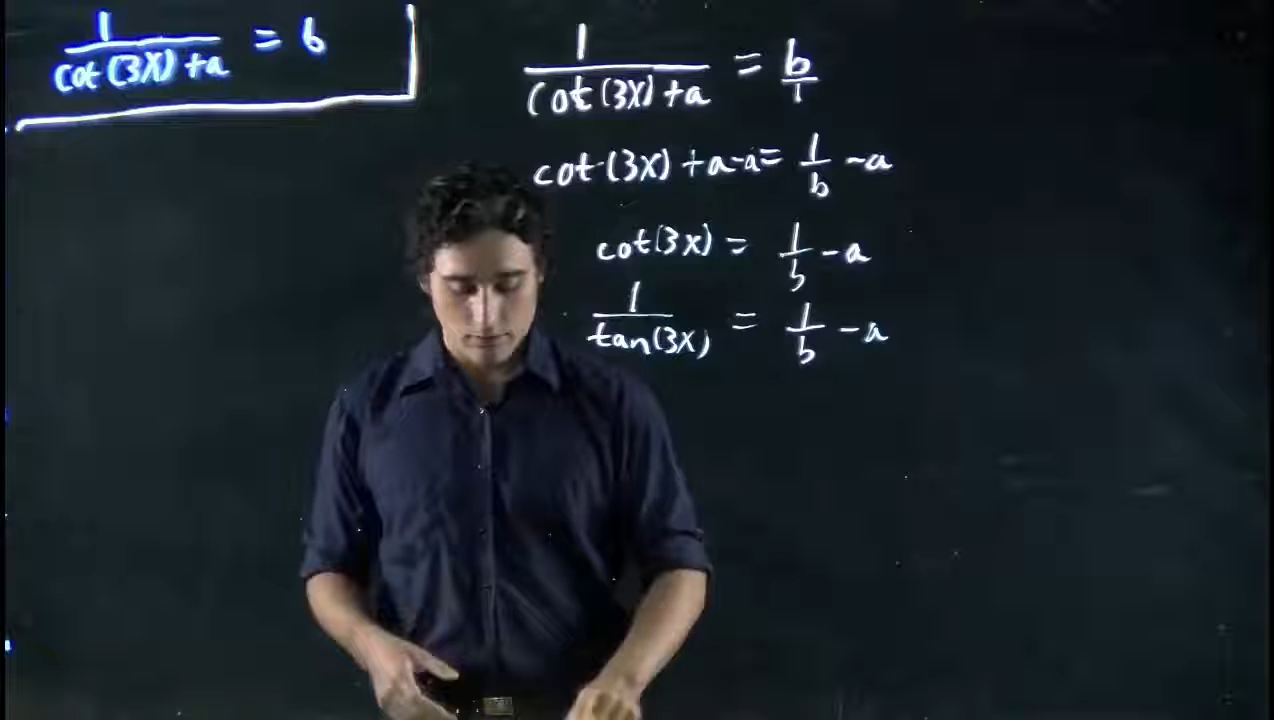 1/(cot(3x)+a) = b
1/(cot(3x)+a) = b/1
cot(3x)+a-a = 1/b -a
cot(3x) = 1/b -a
1/tan(3x) = 1/b -a